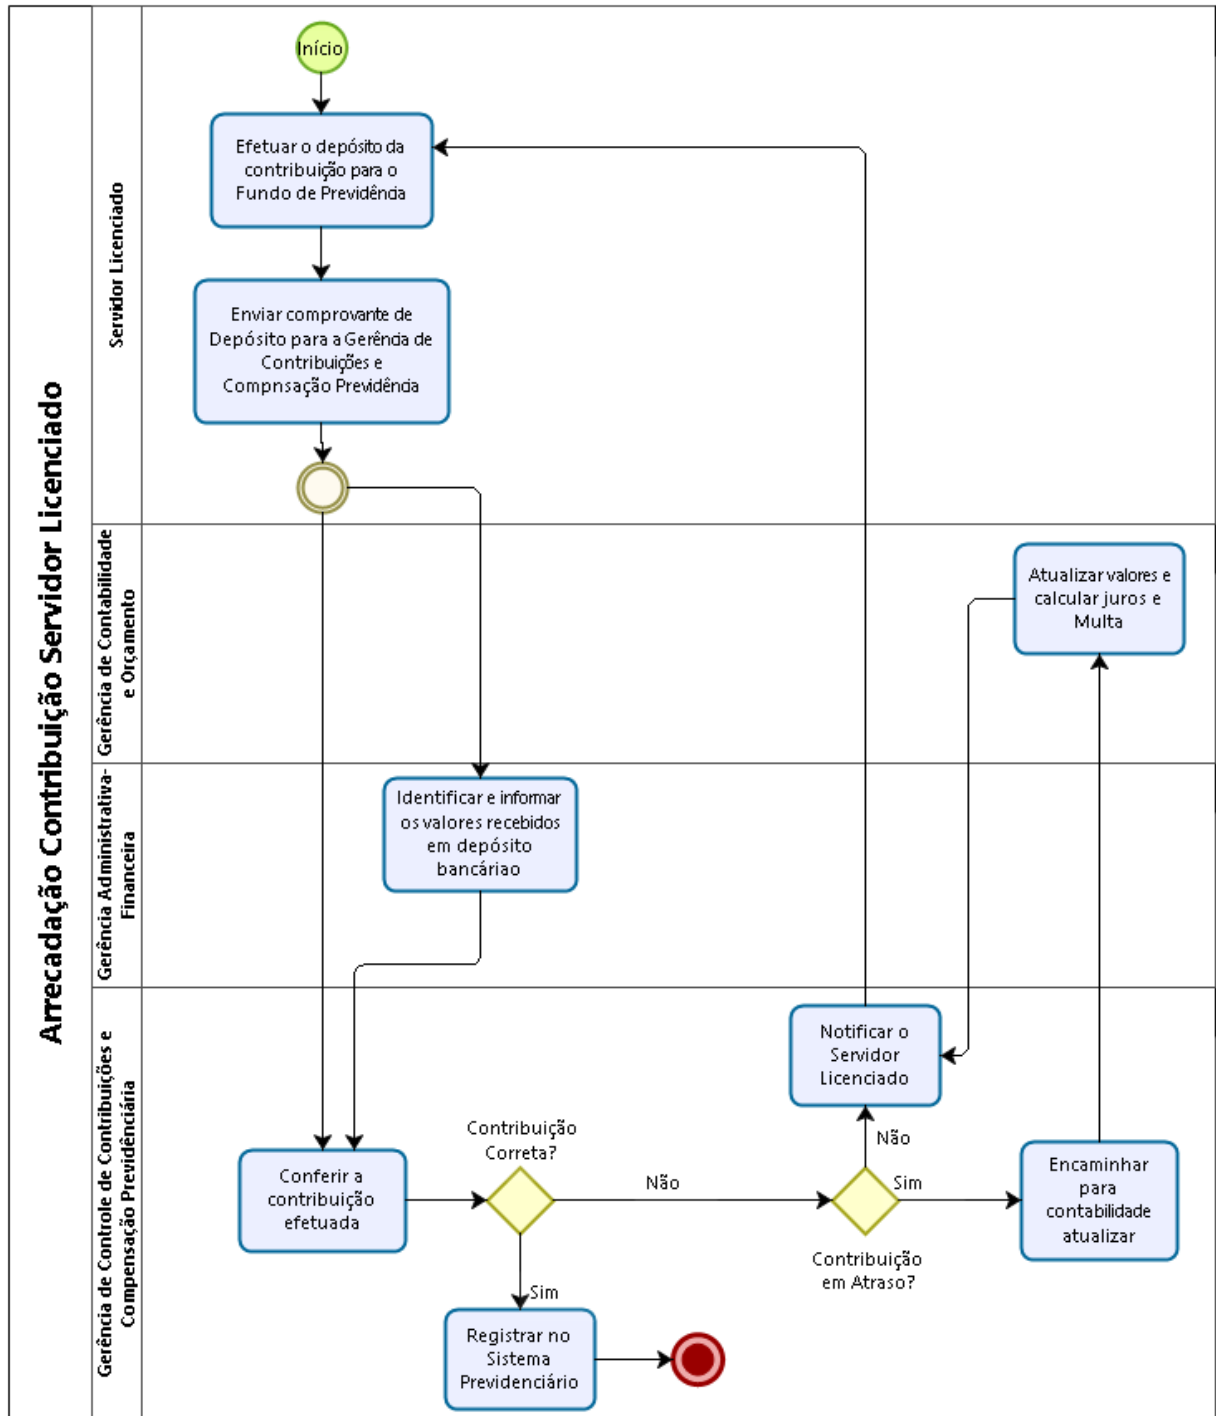 Arrecadação Contribuição Servidor Licenciado
Servidor Licenciado
Início
Efetuar o depósito da
contribuição para o
Fundo de Previdência
Enviar comprovante de
Depósito para a Gerência de
Contribuições e
Compnsação Previdência
Gerência de Contabilidade
e Orçamento
Atualizar valores e
calcular juros e
Multa
Gerência Administrativa-
Financeira
Identificar e informar
os valores recebidos
em depósito
bancáriao
Gerência de Controle de Contribuições e
Compensação Previdênciária
Notificar o
Servidor
Licenciado
Conferir a
contribuição
efetuada
Contribuição
Correta?
Não
Sim
Contribuição
em Atraso?
Não
Sim
Encaminhar
para
contabilidade
atualizar
Registrar no
Sistema
Previdenciário